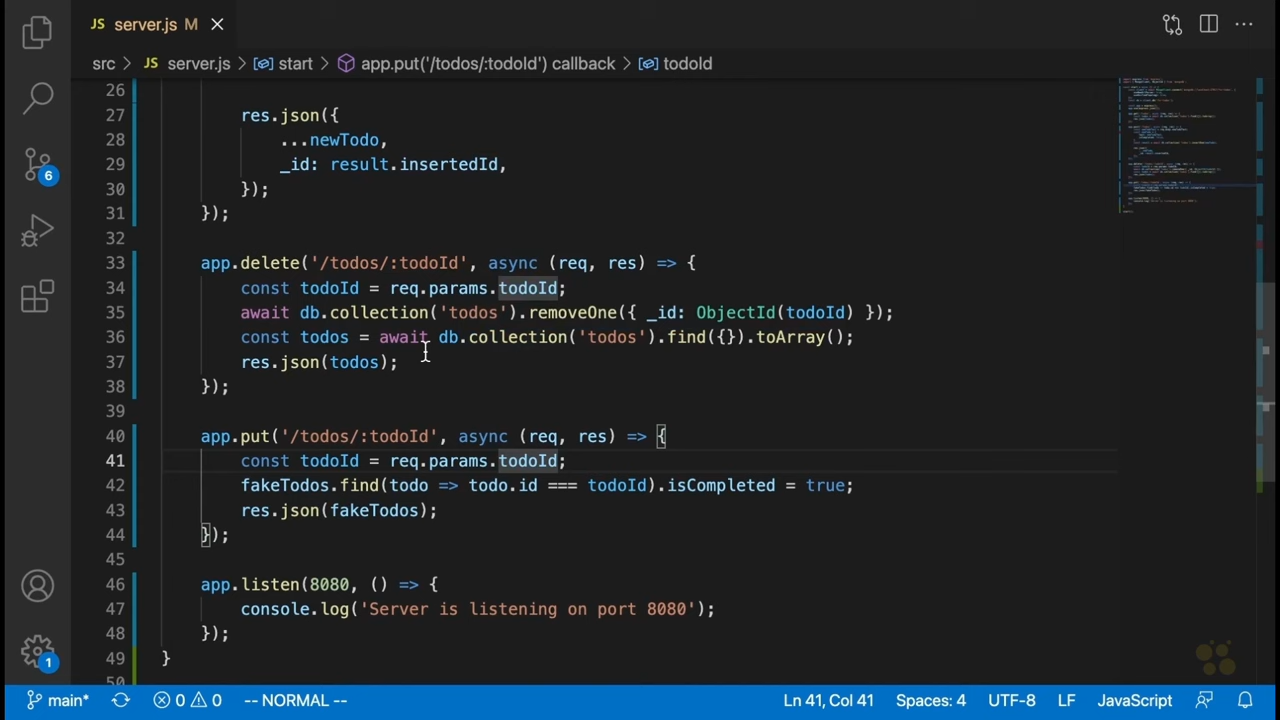 JS server.js M
src > JS server.js > start > app.put('/todos/:todoId') callback > todoId
26
27 res.json({
28 ...newTodo,
29 _id: result.insertedId,
30 });
31 });
32
33 app.delete('/todos/:todoId', async (req, res) => {
34 const todoId = req.params.todoId;
35 await db.collection('todos').removeOne({ _id: ObjectId(todoId) });
36 const todos = await db.collection('todos').find({}).toArray();
37 res.json(todos);
38 });
39
40 app.put('/todos/:todoId', async (req, res) => {
41 const todoId = req.params.todoId;
42 fakeTodos.find(todo => todo.id === todoId).isCompleted = true;
43 res.json(fakeTodos);
44 });
45
46 app.listen(8080, () => {
47 console.log('Server is listening on port 8080');
48 });
49 }
50
6
1
main* 0 0 -- NORMAL -- Ln 41, Col 41 Spaces: 4 UTF-8 LF JavaScript